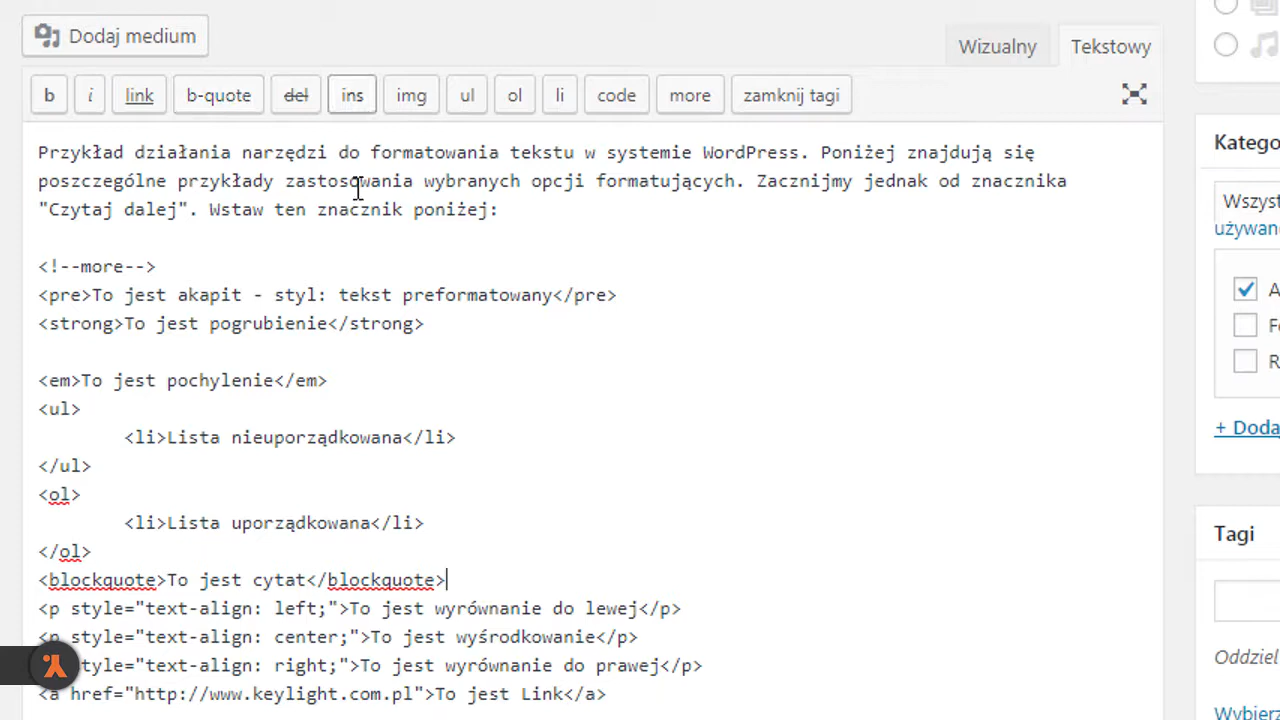 Dodaj medium
Wizualny
Tekstowy
b
i
link
b-quote
del
ins
img
ul
ol
li
code
more
zamknij tagi
Przykład działania narzędzi do formatowania tekstu w systemie WordPress. Poniżej znajdują się
poszczególne przykłady zastosowania wybranych opcji formatujących. Zacznijmy jednak od znacznika
"Czytaj dalej". Wstaw ten znacznik poniżej:
<!--more-->
<pre>To jest akapit - styl: tekst preformatowany</pre>
<strong>To jest pogrubienie</strong>
<em>To jest pochylenie</em>
<ul>
<li>Lista nieuporządkowana</li>
</ul>
<ol>
<li>Lista uporządkowana</li>
</ol>
<blockquote>To jest cytat</blockquote>
<p style="text-align: left;">To jest wyrównanie do lewej</p>
<p style="text-align: center;">To jest wyśrodkowanie</p>
style="text-align: right;">To jest wyrównanie do prawej</p>
<a href="http://www.keylight.com.pl">To jest Link</a>
Katego
Wszyst
używan
A
Fo
R
+ Doda
Tagi
Oddziel
Wybierz